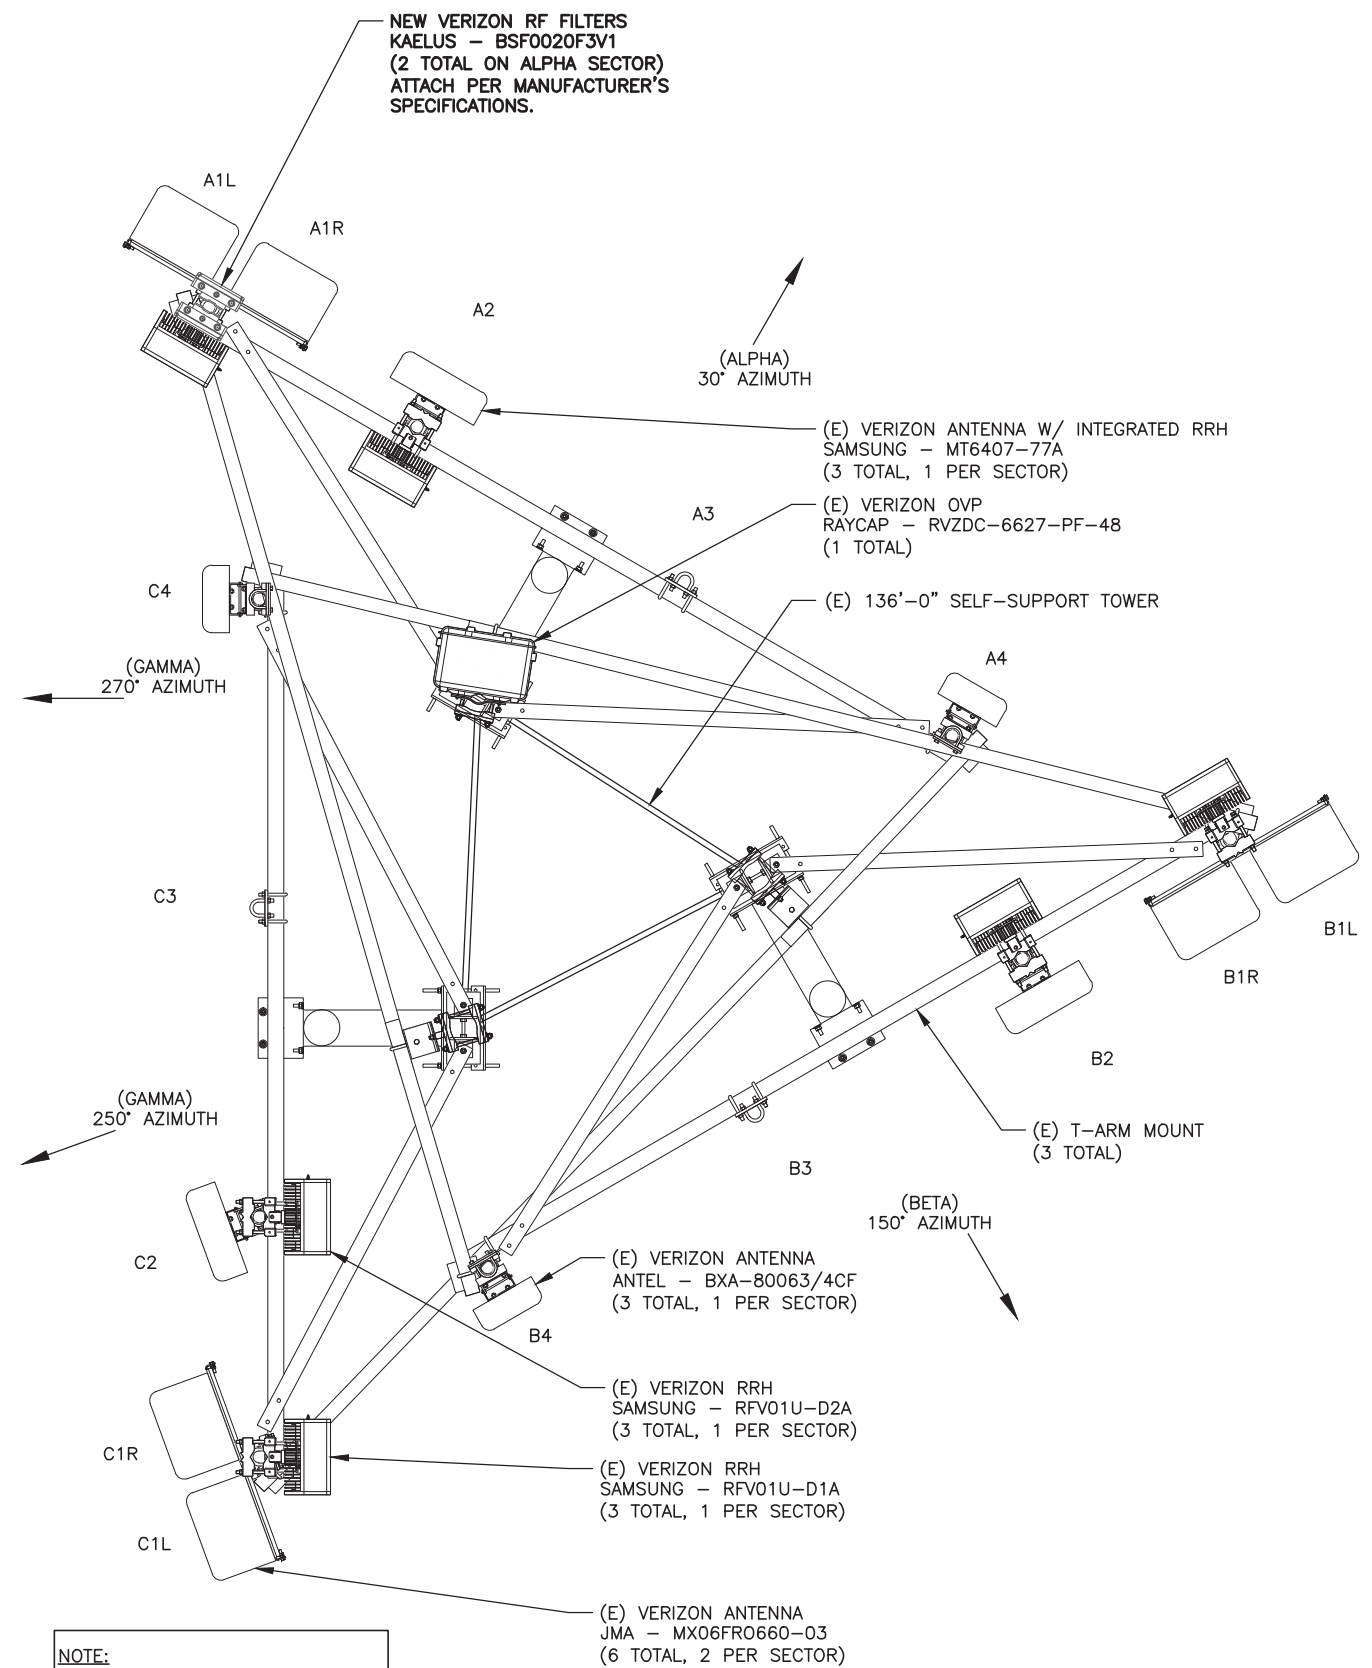 NEW VERIZON RF FILTERS
KAELUS - BSF0020F3V1
(2 TOTAL ON ALPHA SECTOR)
ATTACH PER MANUFACTURER'S
SPECIFICATIONS.
A1L
A1R
A2
(ALPHA)
30° AZIMUTH
(E) VERIZON ANTENNA W/ INTEGRATED RRH
SAMSUNG - MT6407-77A
(3 TOTAL, 1 PER SECTOR)
A3
(E) VERIZON OVP
RAYCAP - RVZDC-6627-PF-48
(1 TOTAL)
C4
(E) 136'-0" SELF-SUPPORT TOWER
A4
(GAMMA)
270° AZIMUTH
C3
B1L
B1R
B2
(GAMMA)
250° AZIMUTH
(E) T-ARM MOUNT
(3 TOTAL)
B3
(BETA)
150° AZIMUTH
C2
(E) VERIZON ANTENNA
ANTEL - BXA-80063/4CF
(3 TOTAL, 1 PER SECTOR)
B4
(E) VERIZON RRH
SAMSUNG - RFV01U-D2A
(3 TOTAL, 1 PER SECTOR)
C1R
(E) VERIZON RRH
SAMSUNG - RFV01U-D1A
(3 TOTAL, 1 PER SECTOR)
C1L
(E) VERIZON ANTENNA
JMA - MX06FRO660-03
(6 TOTAL, 2 PER SECTOR)
NOTE: